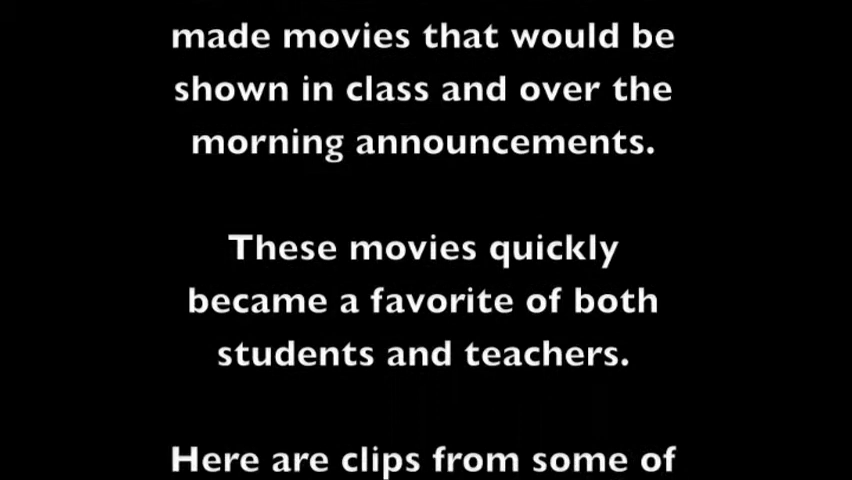 made movies that would be
shown in class and over the
morning announcements.
These movies quickly
became a favorite of both
students and teachers.
Here are clips from some of